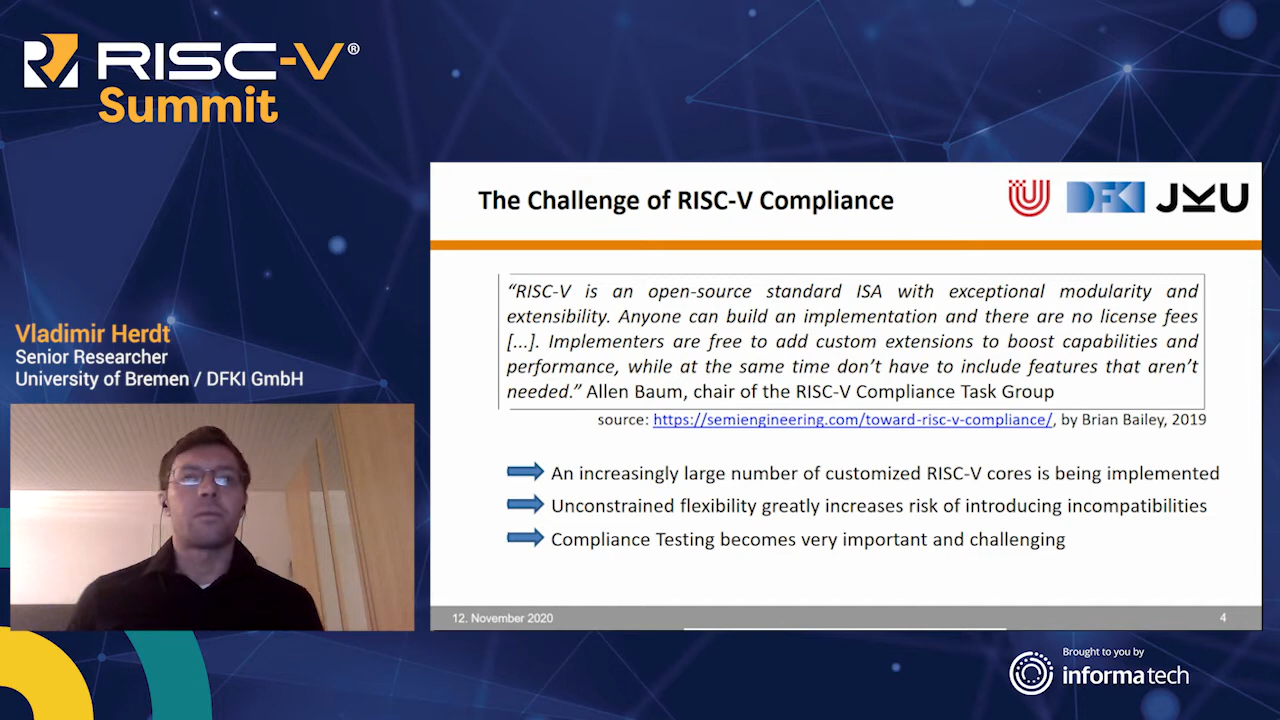 RISC-V®
Summit
The Challenge of RISC-V Compliance
DFKI JKU
“RISC-V is an open-source standard ISA with exceptional modularity and
extensibility. Anyone can build an implementation and there are no license fees
[...]. Implementers are free to add custom extensions to boost capabilities and
performance, while at the same time don’t have to include features that aren’t
needed.” Allen Baum, chair of the RISC-V Compliance Task Group
source: https://semiengineering.com/toward-risc-v-compliance/, by Brian Bailey, 2019
An increasingly large number of customized RISC-V cores is being implemented
Unconstrained flexibility greatly increases risk of introducing incompatibilities
Compliance Testing becomes very important and challenging
12. November 2020
4
Vladimir Herdt
Senior Researcher
University of Bremen / DFKI GmbH
Brought to you by
informa tech